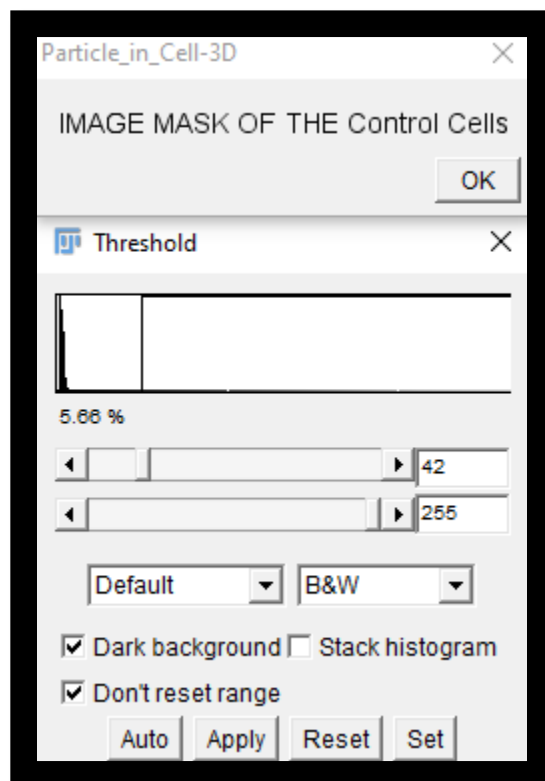 Particle_in_Cell-3D
IMAGE MASK OF THE Control Cells
OK
Threshold
5.66 %
42
255
Default B&W
Dark background Stack histogram
Don't reset range
Auto Apply Reset Set